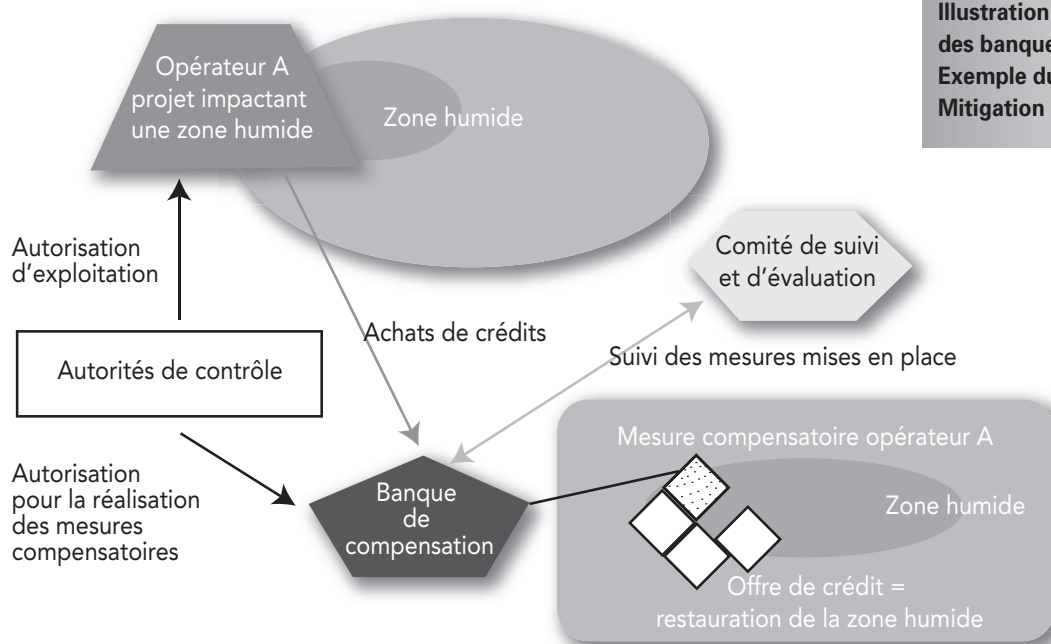 Illustration
des banque
Exemple du
Mitigation
Opérateur A
projet impactant
une zone humide
Zone humide
Autorisation
d'exploitation
Comité de suivi
et d'évaluation
Achats de crédits
Suivi des mesures mises en place
Autorités de contrôle
Mesure compensatoire opérateur A
Autorisation
pour la réalisation
des mesures
compensatoires
Banque
de
compensation
Zone humide
Offre de crédit =
restauration de la zone humide